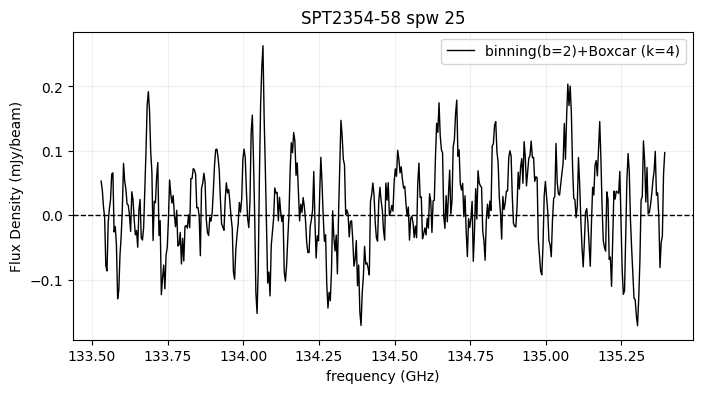 SPT2354-58 spw 25
binning(b=2)+Boxcar (k=4)
Flux Density (mJy/beam)
0.2
0.1
0.0
−0.1
133.50 133.75 134.00 134.25 134.50 134.75 135.00 135.25
frequency (GHz)